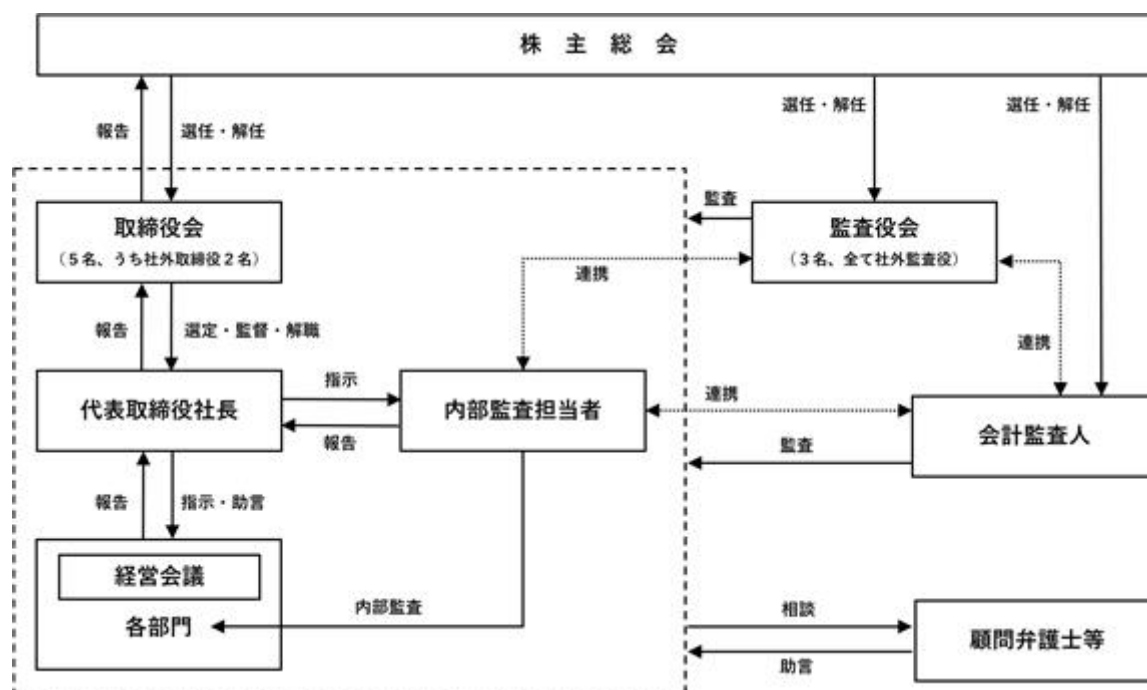 株 主 総 会
報告
選任・解任
選任・解任
選任・解任
取締役会
（5名、うち社外取締役２名）
監査
監査役会
（３名、全て社外監査役）
連携
報告
選定・監督・解職
連携
代表取締役社長
指示
報告
内部監査担当者
連携
監査
会計監査人
報告
指示・助言
経営会議
各部門
内部監査
相談
助言
顧問弁護士等